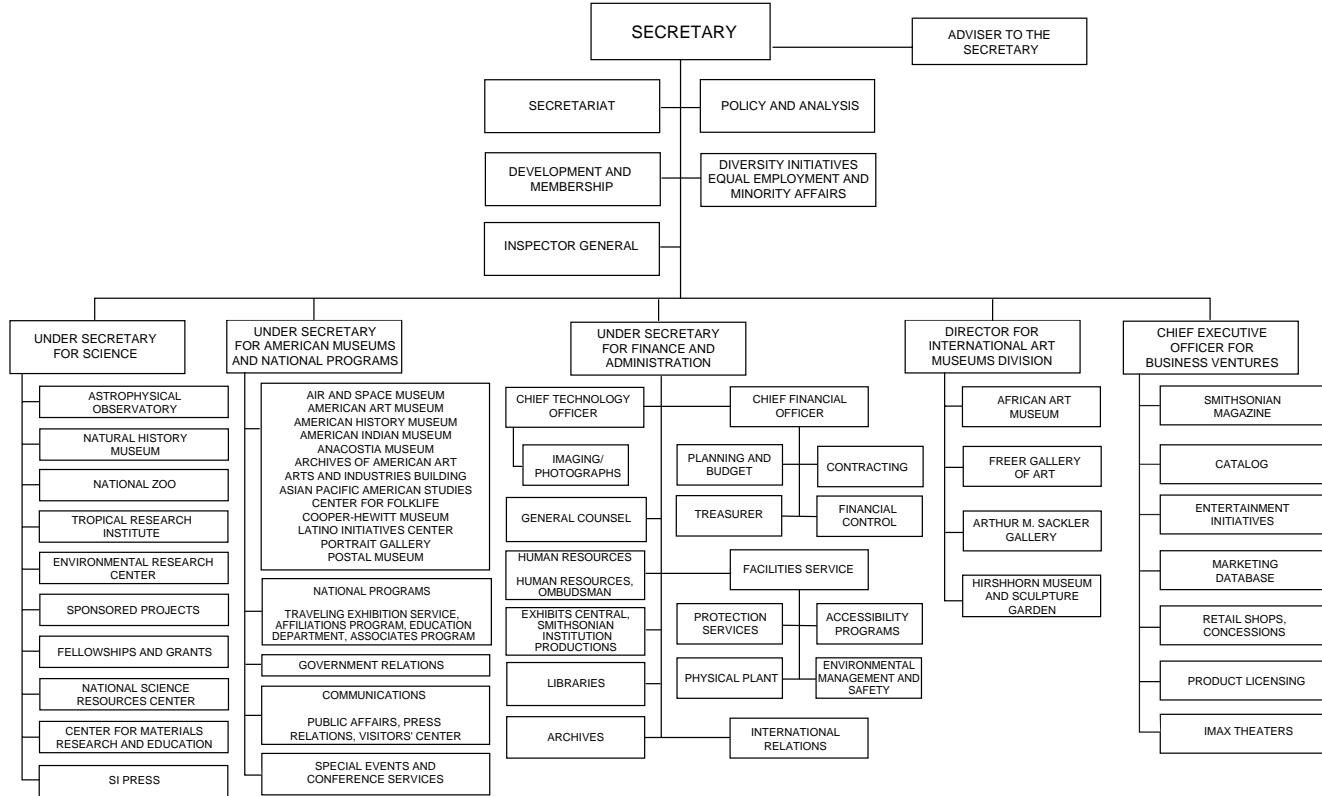 SECRETARY
ADVISER TO THE
SECRETARY
SECRETARIAT
POLICY AND ANALYSIS
DEVELOPMENT AND
MEMBERSHIP
DIVERSITY INITIATIVES
EQUAL EMPLOYMENT AND
MINORITY AFFAIRS
INSPECTOR GENERAL
UNDER SECRETARY
FOR SCIENCE
ASTROPHYSICAL
OBSERVATORY
NATURAL HISTORY
MUSEUM
NATIONAL ZOO
TROPICAL RESEARCH
INSTITUTE
ENVIRONMENTAL RESEARCH
CENTER
SPONSORED PROJECTS
FELLOWSHIPS AND GRANTS
NATIONAL SCIENCE
RESOURCES CENTER
CENTER FOR MATERIALS
RESEARCH AND EDUCATION
SI PRESS
UNDER SECRETARY
FOR AMERICAN MUSEUMS
AND NATIONAL PROGRAMS
AIR AND SPACE MUSEUM
AMERICAN ART MUSEUM
AMERICAN HISTORY MUSEUM
AMERICAN INDIAN MUSEUM
ANACOSTIA MUSEUM
ARCHIVES OF AMERICAN ART
ARTS AND INDUSTRIES BUILDING
ASIAN PACIFIC AMERICAN STUDIES
CENTER FOR FOLKLIFE
COOPER-HEWITT MUSEUM
LATINO INITIATIVES CENTER
PORTRAIT GALLERY
POSTAL MUSEUM
NATIONAL PROGRAMS
TRAVELING EXHIBITION SERVICE,
AFFILIATIONS PROGRAM, EDUCATION
DEPARTMENT, ASSOCIATES PROGRAM
GOVERNMENT RELATIONS
COMMUNICATIONS
PUBLIC AFFAIRS, PRESS
RELATIONS, VISITORS' CENTER
SPECIAL EVENTS AND
CONFERENCE SERVICES
UNDER SECRETARY
FOR FINANCE AND
ADMINISTRATION
CHIEF TECHNOLOGY
OFFICER
IMAGING/
PHOTOGRAPHS
CHIEF FINANCIAL
OFFICER
PLANNING AND
BUDGET
CONTRACTING
TREASURER
FINANCIAL
CONTROL
GENERAL COUNSEL
HUMAN RESOURCES
HUMAN RESOURCES,
OMBUDSMAN
FACILITIES SERVICE
EXHIBITS CENTRAL,
SMITHSONIAN
INSTITUTION
PRODUCTIONS
PROTECTION
SERVICES
ACCESSIBILITY
PROGRAMS
LIBRARIES
PHYSICAL PLANT
ENVIRONMENTAL
MANAGEMENT AND
SAFETY
ARCHIVES
INTERNATIONAL
RELATIONS
DIRECTOR FOR
INTERNATIONAL ART
MUSEUMS DIVISION
AFRICAN ART
MUSEUM
FREER GALLERY
OF ART
ARTHUR M. SACKLER
GALLERY
HIRSHHORN MUSEUM
AND SCULPTURE
GARDEN
CHIEF EXECUTIVE
OFFICER FOR
BUSINESS VENTURES
SMITHSONIAN
MAGAZINE
CATALOG
ENTERTAINMENT
INITIATIVES
MARKETING
DATABASE
RETAIL SHOPS,
CONCESSIONS
PRODUCT LICENSING
IMAX THEATERS